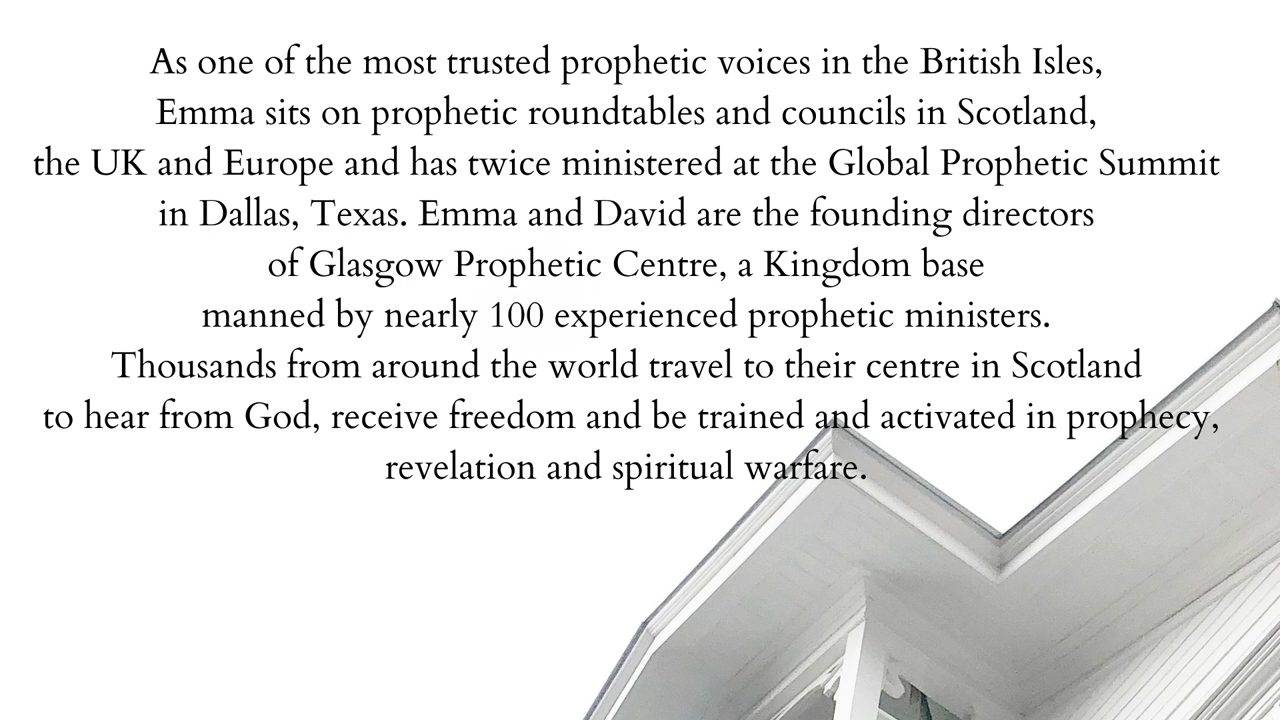 As one of the most trusted prophetic voices in the British Isles,
Emma sits on prophetic roundtables and councils in Scotland,
the UK and Europe and has twice ministered at the Global Prophetic Summit
in Dallas, Texas. Emma and David are the founding directors
of Glasgow Prophetic Centre, a Kingdom base
manned by nearly 100 experienced prophetic ministers.
Thousands from around the world travel to their centre in Scotland
to hear from God, receive freedom and be trained and activated in prophecy,
revelation and spiritual warfare.